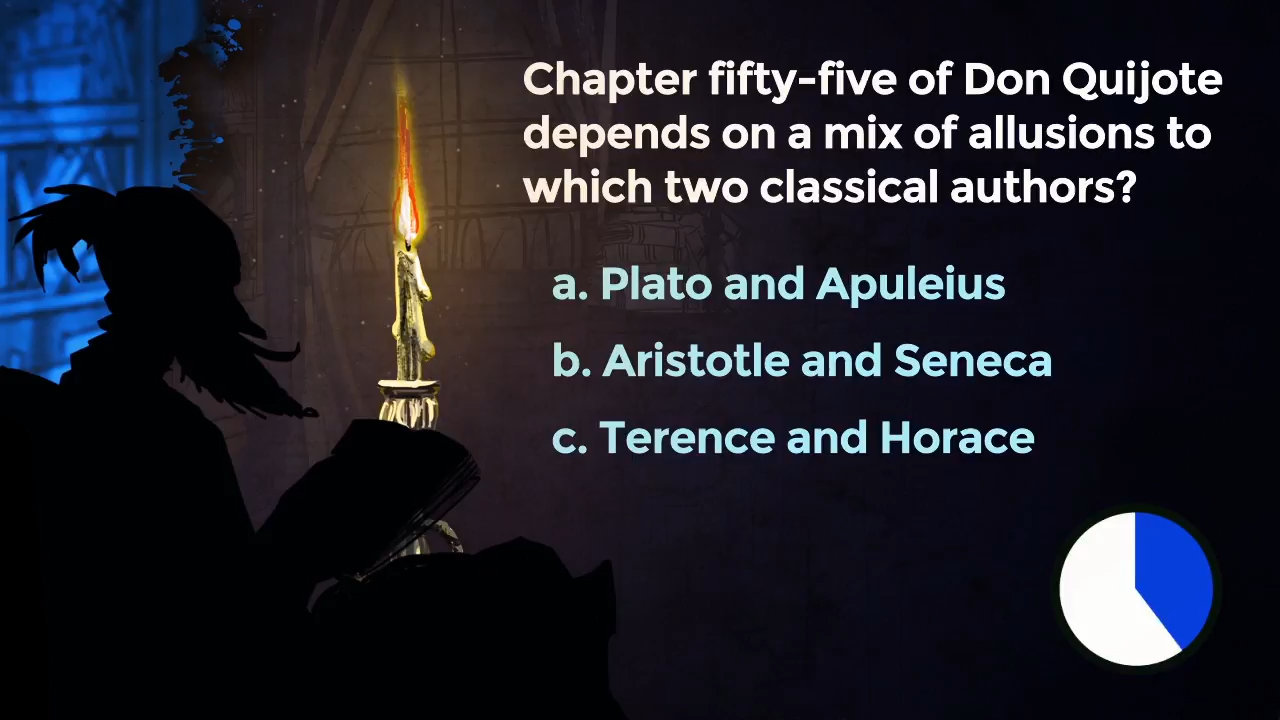 Chapter fifty-five of Don Quijote
depends on a mix of allusions to
which two classical authors?
a. Plato and Apuleius
b. Aristotle and Seneca
c. Terence and Horace